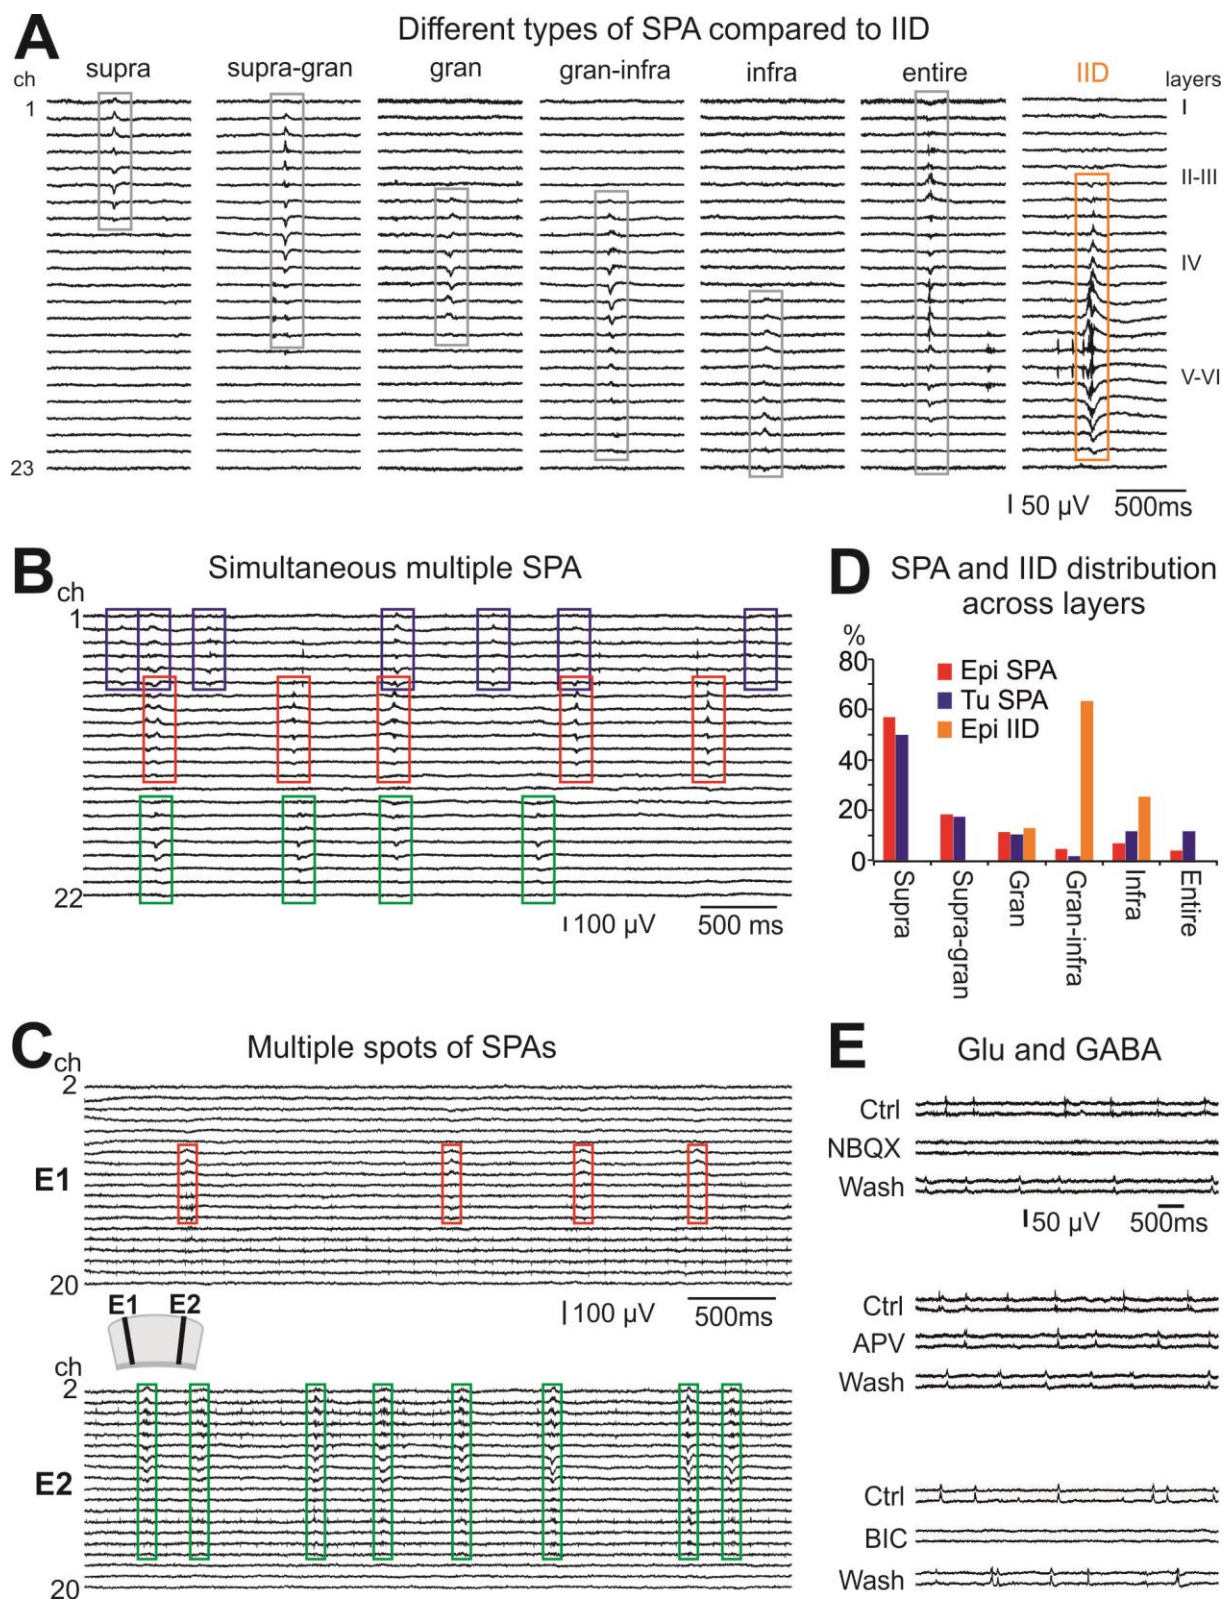 A
Different types of SPA compared to IID
ch
supra
supra-gran
gran
gran-infra
infra
entire
IID
layers
1
I
II-III
IV
V-VI
23
50 µV
500ms
B
Simultaneous multiple SPA
ch
1
22
100 µV
500 ms
D
SPA and IID distribution
across layers
%
80
60
40
20
0
Epi SPA
Tu SPA
Epi IID
Supra
Supra-gran
Gran
Gran-infra
Infra
Entire
C
Multiple spots of SPAs
ch
2
E1
20
100 µV
500ms
E1
E2
ch
2
E2
20
E
Glu and GABA
Ctrl
NBQX
Wash
50 µV
500ms
Ctrl
APV
Wash
Ctrl
BIC
Wash